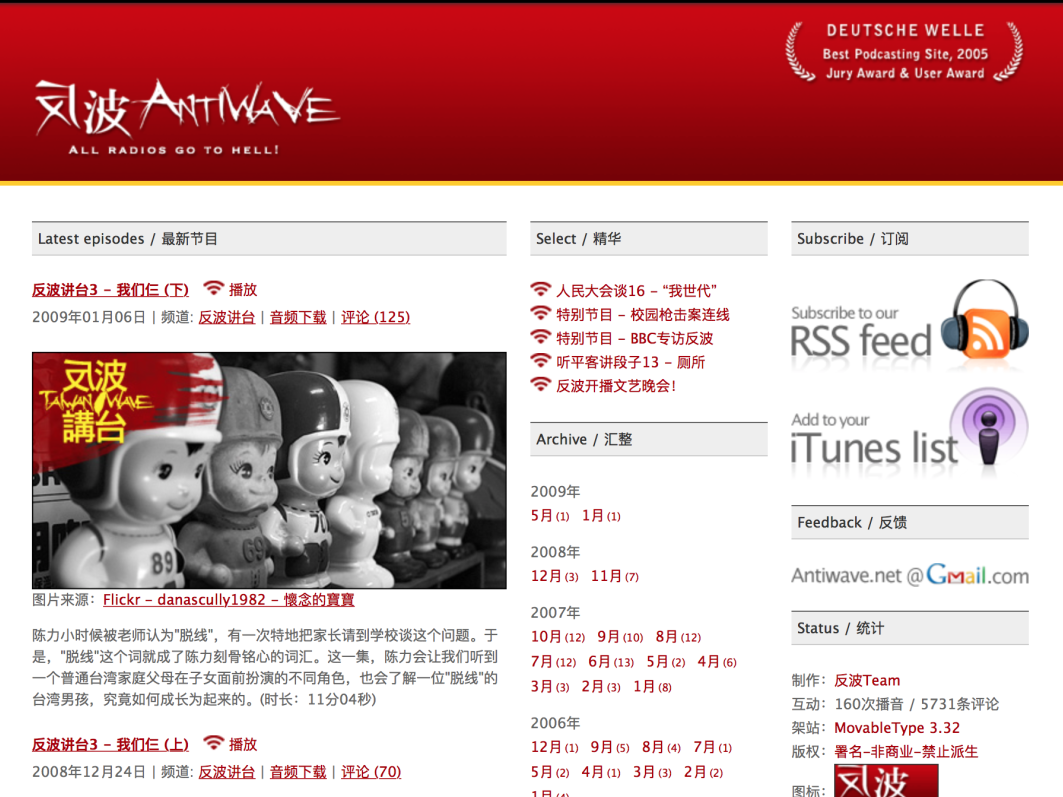 DEUTSCHE WELLE
Best Podcasting Site, 2005
Jury Award & User Award
反波 ANTIWAVE
ALL RADIOS GO TO HELL!
Latest episodes / 最新节目
反波讲台3 - 我们仨 (下) 播放
2009年01月06日 | 频道: 反波讲台 | 音频下载 | 评论 (125)
反波
TAIWAN WAVE
講台
89
69
70
图片来源：Flickr - danascully1982 - 懷念的寶寶
陈力小时候被老师认为"脱线"，有一次特地把家长请到学校谈这个问题。于
是，"脱线"这个词就成了陈力刻骨铭心的词汇。这一集，陈力会让我们听到
一个普通台湾家庭父母在子女面前扮演的不同角色，也会了解一位"脱线"的
台湾男孩，究竟如何成长为起来的。(时长：11分04秒)
反波讲台3 - 我们仨 (上) 播放
2008年12月24日 | 频道: 反波讲台 | 音频下载 | 评论 (70)
Select / 精华
人民大会谈16 - “我世代”
特别节目 - 校园枪击案连线
特别节目 - BBC专访反波
听平客讲段子13 - 厕所
反波开播文艺晚会！
Archive / 汇整
2009年
5月 (1) 1月 (1)
2008年
12月 (3) 11月 (7)
2007年
10月 (12) 9月 (10) 8月 (12)
7月 (12) 6月 (13) 5月 (2) 4月 (6)
3月 (3) 2月 (3) 1月 (8)
2006年
12月 (1) 9月 (5) 8月 (4) 7月 (1)
5月 (2) 4月 (1) 3月 (3) 2月 (2)
Subscribe / 订阅
Subscribe to our
RSS feed
Add to your
iTunes list
Feedback / 反馈
Antiwave.net @ Gmail.com
Status / 统计
制作：反波Team
互动：160次播音 / 5731条评论
架站：MovableType 3.32
版权：署名-非商业-禁止派生
图标：反波